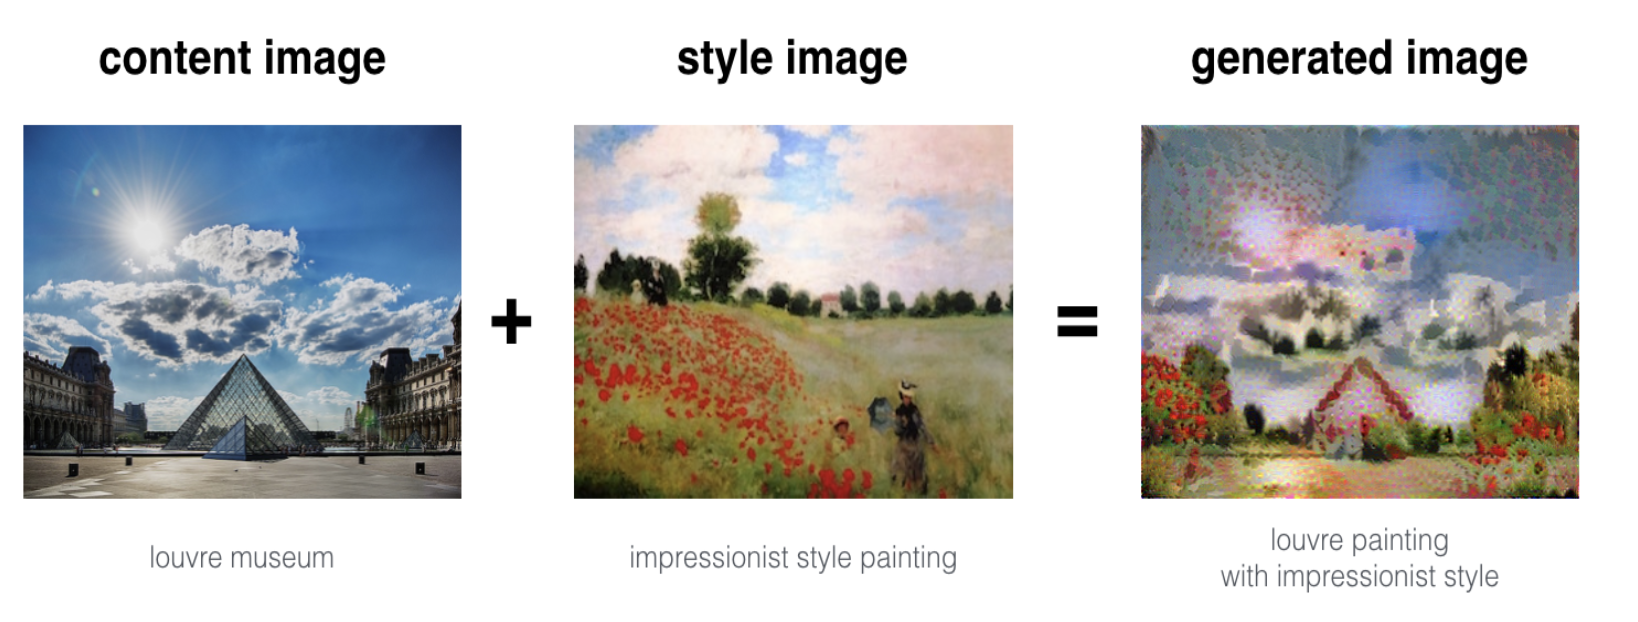 content image
style image
generated image
+
=
louvre museum
impressionist style painting
louvre painting
with impressionist style